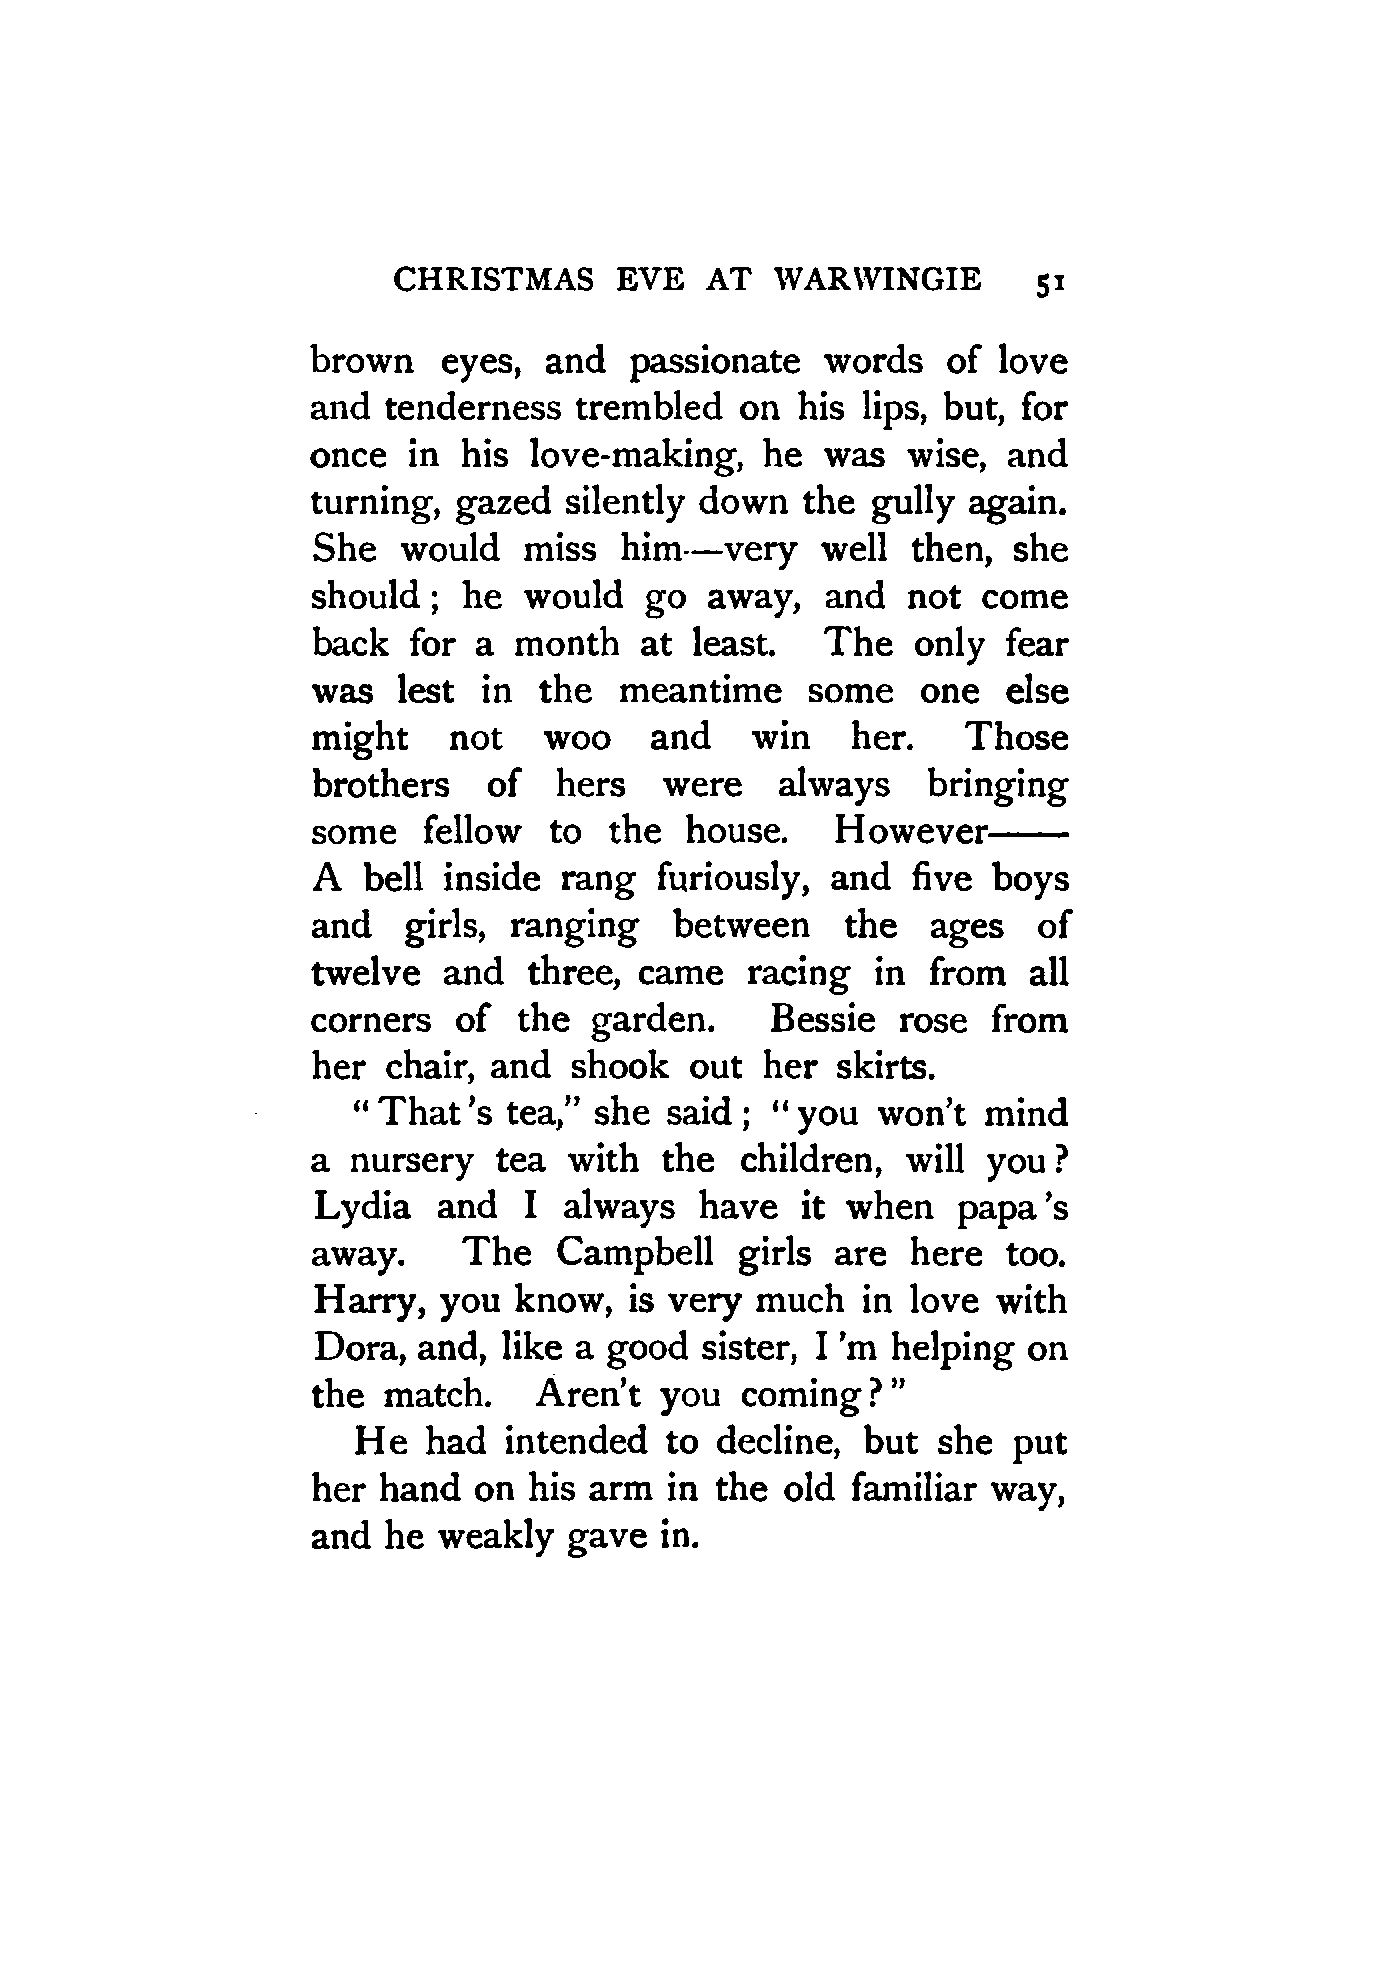 CHRISTMAS EVE AT WARWINGIE 51
brown eyes, and passionate words of love
and tenderness trembled on his lips, but, for
once in his love-making, he was wise, and
turning, gazed silently down the gully again.
She would miss him—very well then, she
should; he would go away, and not come
back for a month at least. The only fear
was lest in the meantime some one else
might not woo and win her. Those
brothers of hers were always bringing
some fellow to the house. However——
A bell inside rang furiously, and five boys
and girls, ranging between the ages of
twelve and three, came racing in from all
corners of the garden. Bessie rose from
her chair, and shook out her skirts.
"That's tea," she said; "you won't mind
a nursery tea with the children, will you?
Lydia and I always have it when papa's
away. The Campbell girls are here too.
Harry, you know, is very much in love with
Dora, and, like a good sister, I'm helping on
the match. Aren't you coming?"
He had intended to decline, but she put
her hand on his arm in the old familiar way,
and he weakly gave in.